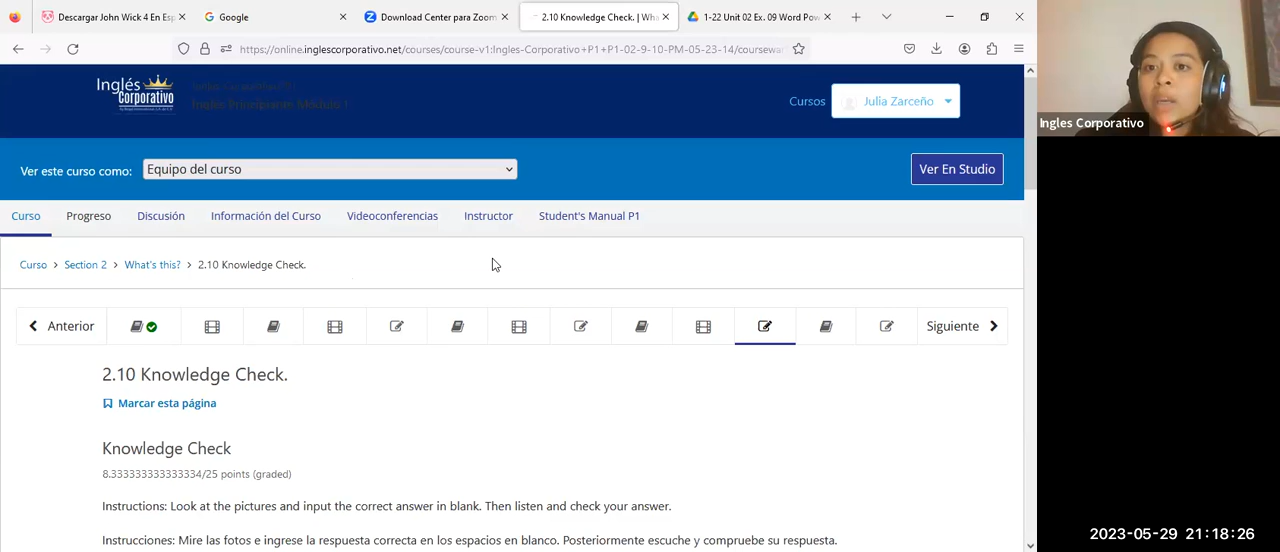 Descargar John Wick 4 En Esp
Google
Download Center para Zoom
2.10 Knowledge Check. | Wha
1-22 Unit 02 Ex. 09 Word Pow
https://online.inglescorporativo.net/courses/course-v1:Ingles-Corporativo+P1+P1-02-9-10-PM-05-23-14/coursewa
Inglés
Corporativo
Inglés Principiante Módulo 1
Cursos
Julia Zarceño
Ver este curso como:
Equipo del curso
Ver En Studio
Curso
Progreso
Discusión
Información del Curso
Videoconferencias
Instructor
Student's Manual P1
Curso > Section 2 > What's this? > 2.10 Knowledge Check.
Anterior
Siguiente
2.10 Knowledge Check.
Marcar esta página
Knowledge Check
8.333333333333334/25 points (graded)
Instructions: Look at the pictures and input the correct answer in blank. Then listen and check your answer.
Instrucciones: Mire las fotos e ingrese la respuesta correcta en los espacios en blanco. Posteriormente escuche y compruebe su respuesta.
Ingles Corporativo
2023-05-29 21:18:26